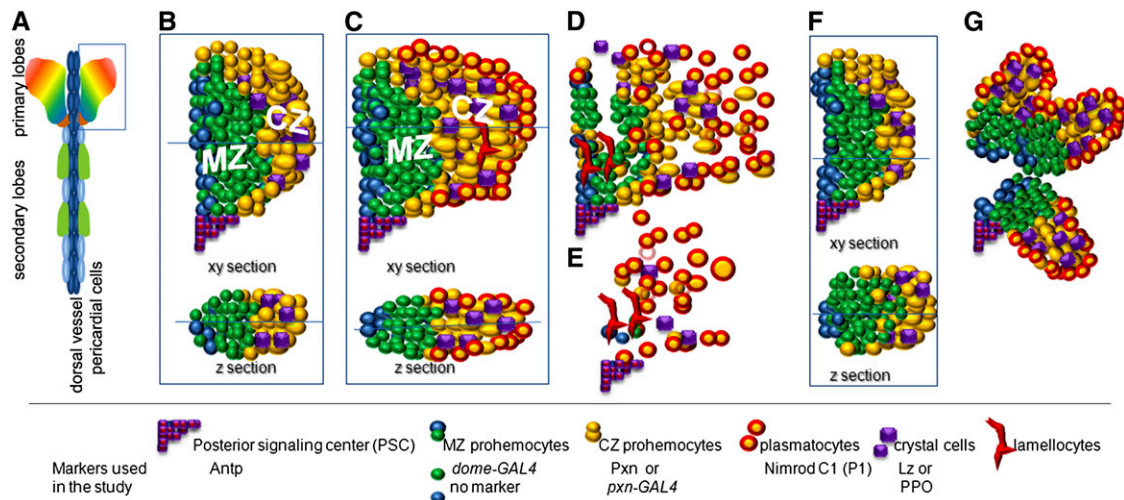 A
B
C
D
E
F
G
primary lobes
secondary lobes
dorsal vessel
pericardial cells
MZ
CZ
xy section
z section
MZ
CZ
xy section
z section
xy section
z section
Posterior signaling center (PSC)
MZ prohemocytes
CZ prohemocytes
plasmatocytes
crystal cells
lamellocytes
Markers used
in the study
Antp
dome-GAL4
no marker
Pxn or
pxn-GAL4
Nimrod C1 (P1)
Lz or
PPO